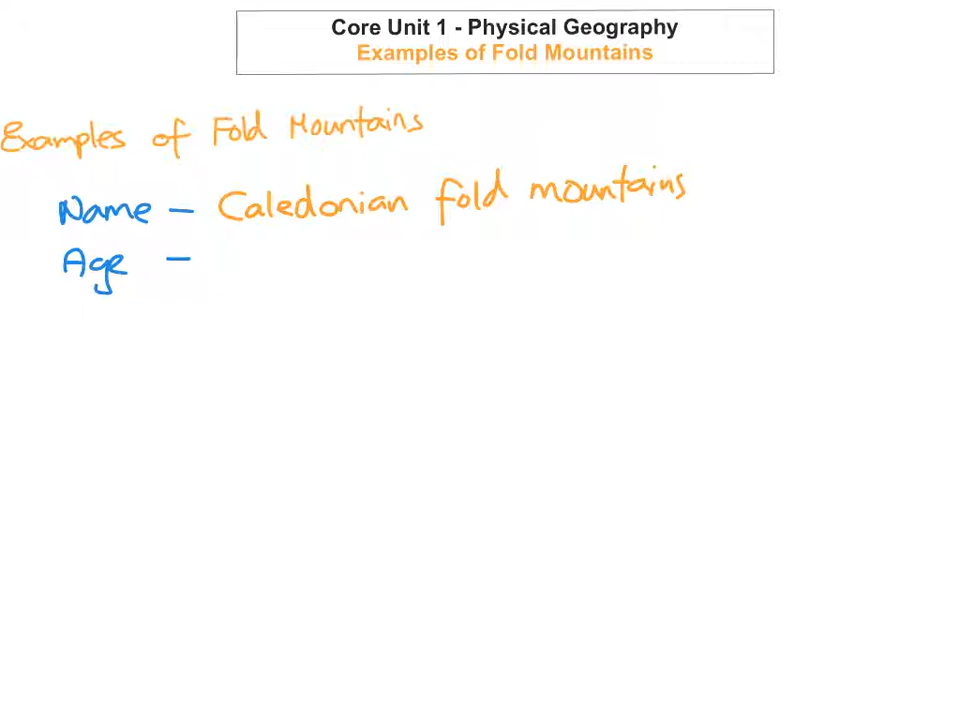 Core Unit 1 - Physical Geography
Examples of Fold Mountains
Examples of Fold Mountains
Name - Caledonian fold mountains
Age -